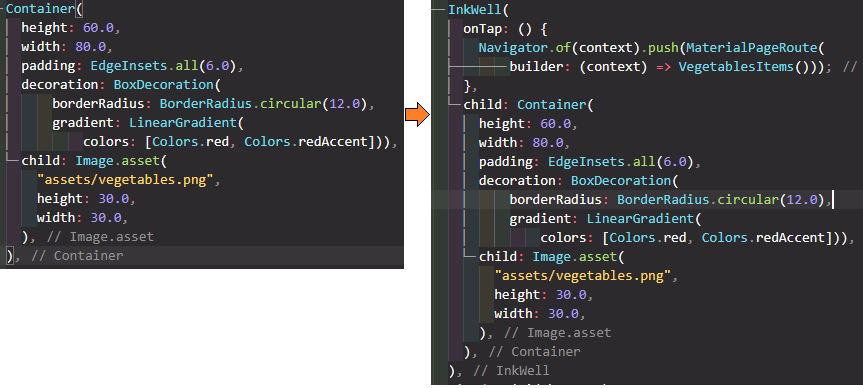 Container(
height: 60.0,
width: 80.0,
padding: EdgeInsets.all(6.0),
decoration: BoxDecoration(
borderRadius: BorderRadius.circular(12.0),
gradient: LinearGradient(
colors: [Colors.red, Colors.redAccent])),
child: Image.asset(
"assets/vegetables.png",
height: 30.0,
width: 30.0,
), // Image.asset
), // Container
InkWell(
onTap: () {
Navigator.of(context).push(MaterialPageRoute(
builder: (context) => VegetablesItems())); //
},
child: Container(
height: 60.0,
width: 80.0,
padding: EdgeInsets.all(6.0),
decoration: BoxDecoration(
borderRadius: BorderRadius.circular(12.0),
gradient: LinearGradient(
colors: [Colors.red, Colors.redAccent])),
child: Image.asset(
"assets/vegetables.png",
height: 30.0,
width: 30.0,
), // Image.asset
), // Container
), // InkWell